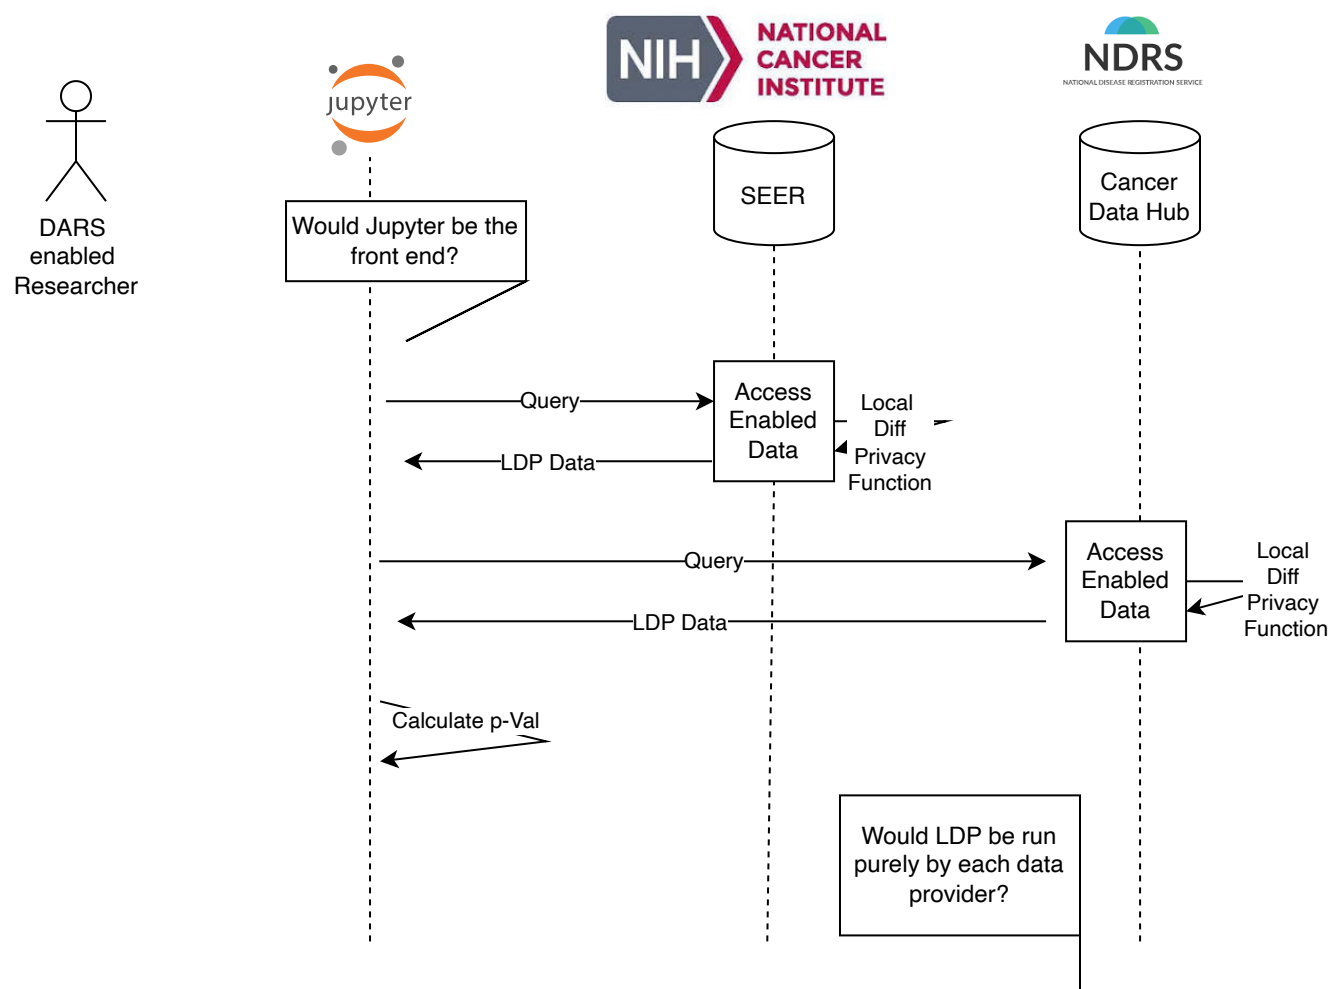 NIH
NATIONAL
CANCER
INSTITUTE
NDRS
NATIONAL DISEASE REGISTRATION SERVICE
jupyter
DARS
enabled
Researcher
Would Jupyter be the
front end?
SEER
Cancer
Data Hub
Query
Access
Enabled
Data
Local
Diff
Privacy
Function
LDP Data
Query
Access
Enabled
Data
Local
Diff
Privacy
Function
LDP Data
Calculate p-Val
Would LDP be run
purely by each data
provider?